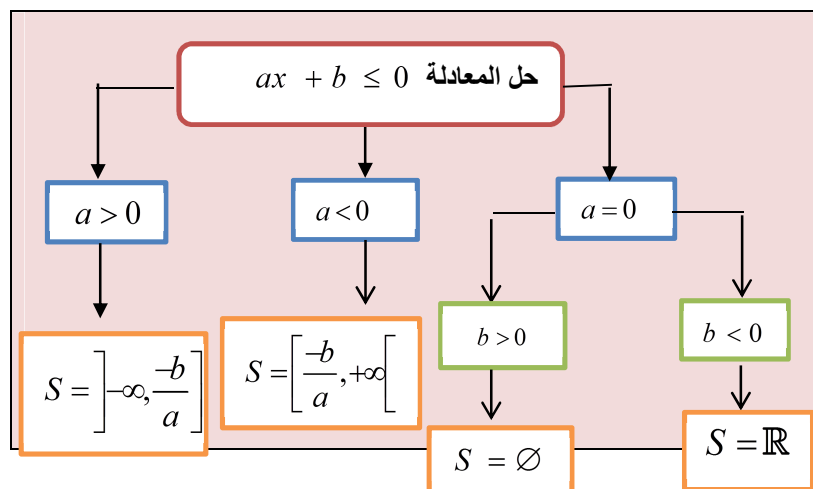 حل المعادلة ax + b ≤ 0
a > 0
a < 0
a = 0
b > 0
b < 0
S = ]−∞, −b/a]
S = [−b/a, +∞[
S = ∅
S = ℝ